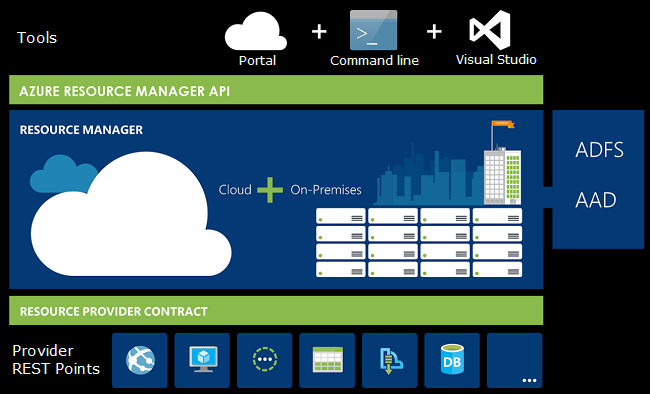 Tools
+ +
Portal
Command line
Visual Studio
AZURE RESOURCE MANAGER API
RESOURCE MANAGER
Cloud + On-Premises
ADFS
AAD
RESOURCE PROVIDER CONTRACT
Provider
REST Points
DB
...